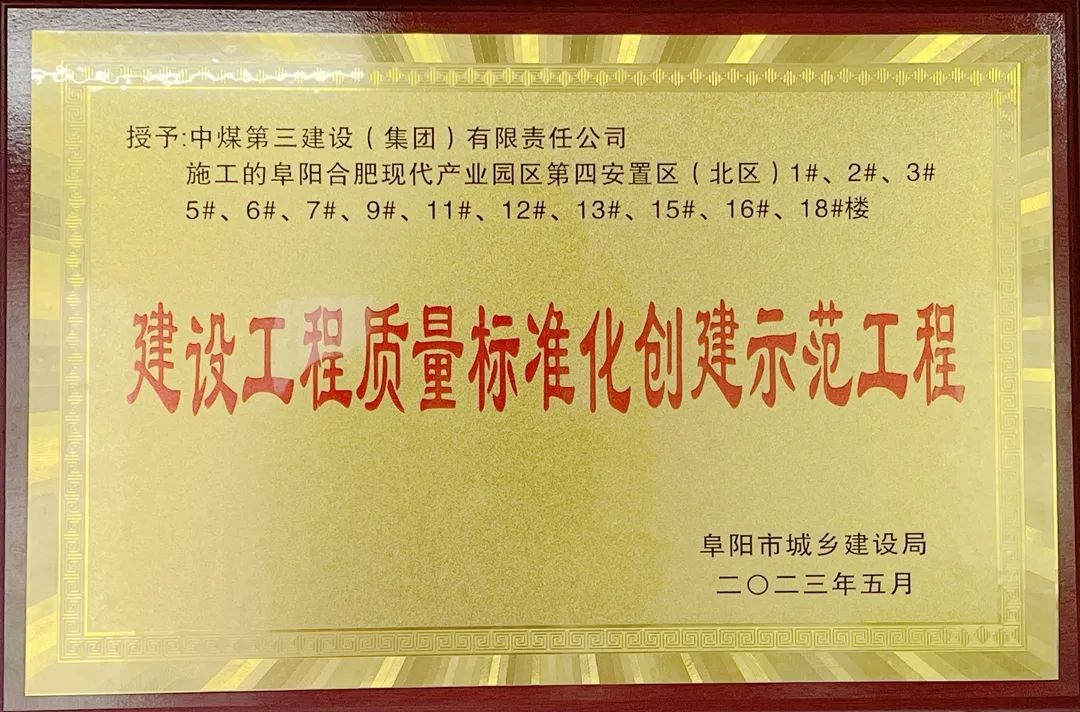 授予:中煤第三建设（集团）有限责任公司
施工的阜阳合肥现代产业园区第四安置区（北区）1#、2#、3#
5#、6#、7#、9#、11#、12#、13#、15#、16#、18#楼
建设工程质量标准化创建示范工程
阜阳市城乡建设局
二〇二三年五月